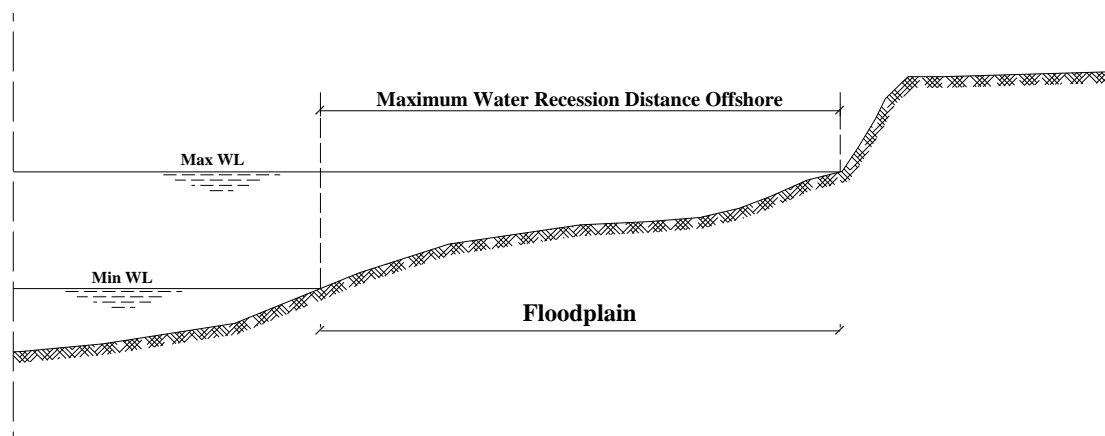 Maximum Water Recession Distance Offshore
Max WL
Min WL
Floodplain